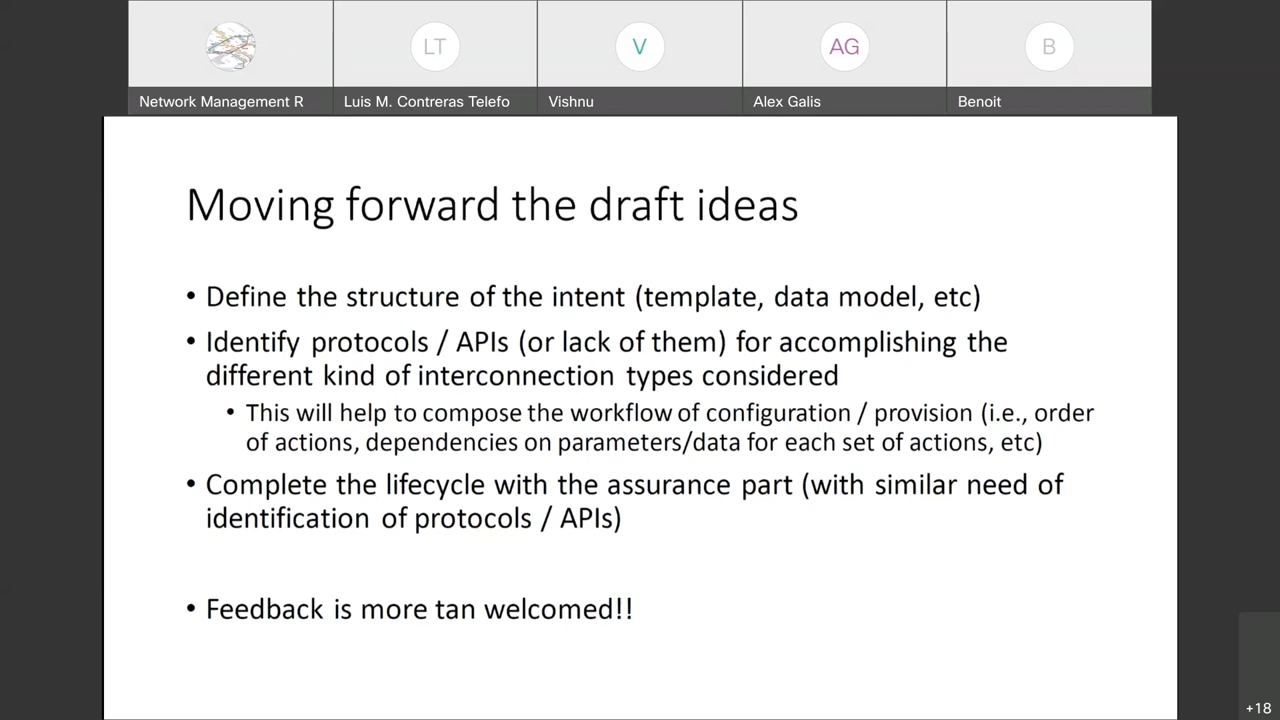 LT
V
AG
B
Network Management R
Luis M. Contreras Telefo
Vishnu
Alex Galis
Benoit
Moving forward the draft ideas
• Define the structure of the intent (template, data model, etc)
• Identify protocols / APIs (or lack of them) for accomplishing the
different kind of interconnection types considered
• This will help to compose the workflow of configuration / provision (i.e., order
of actions, dependencies on parameters/data for each set of actions, etc)
• Complete the lifecycle with the assurance part (with similar need of
identification of protocols / APIs)
• Feedback is more tan welcomed!!
+18